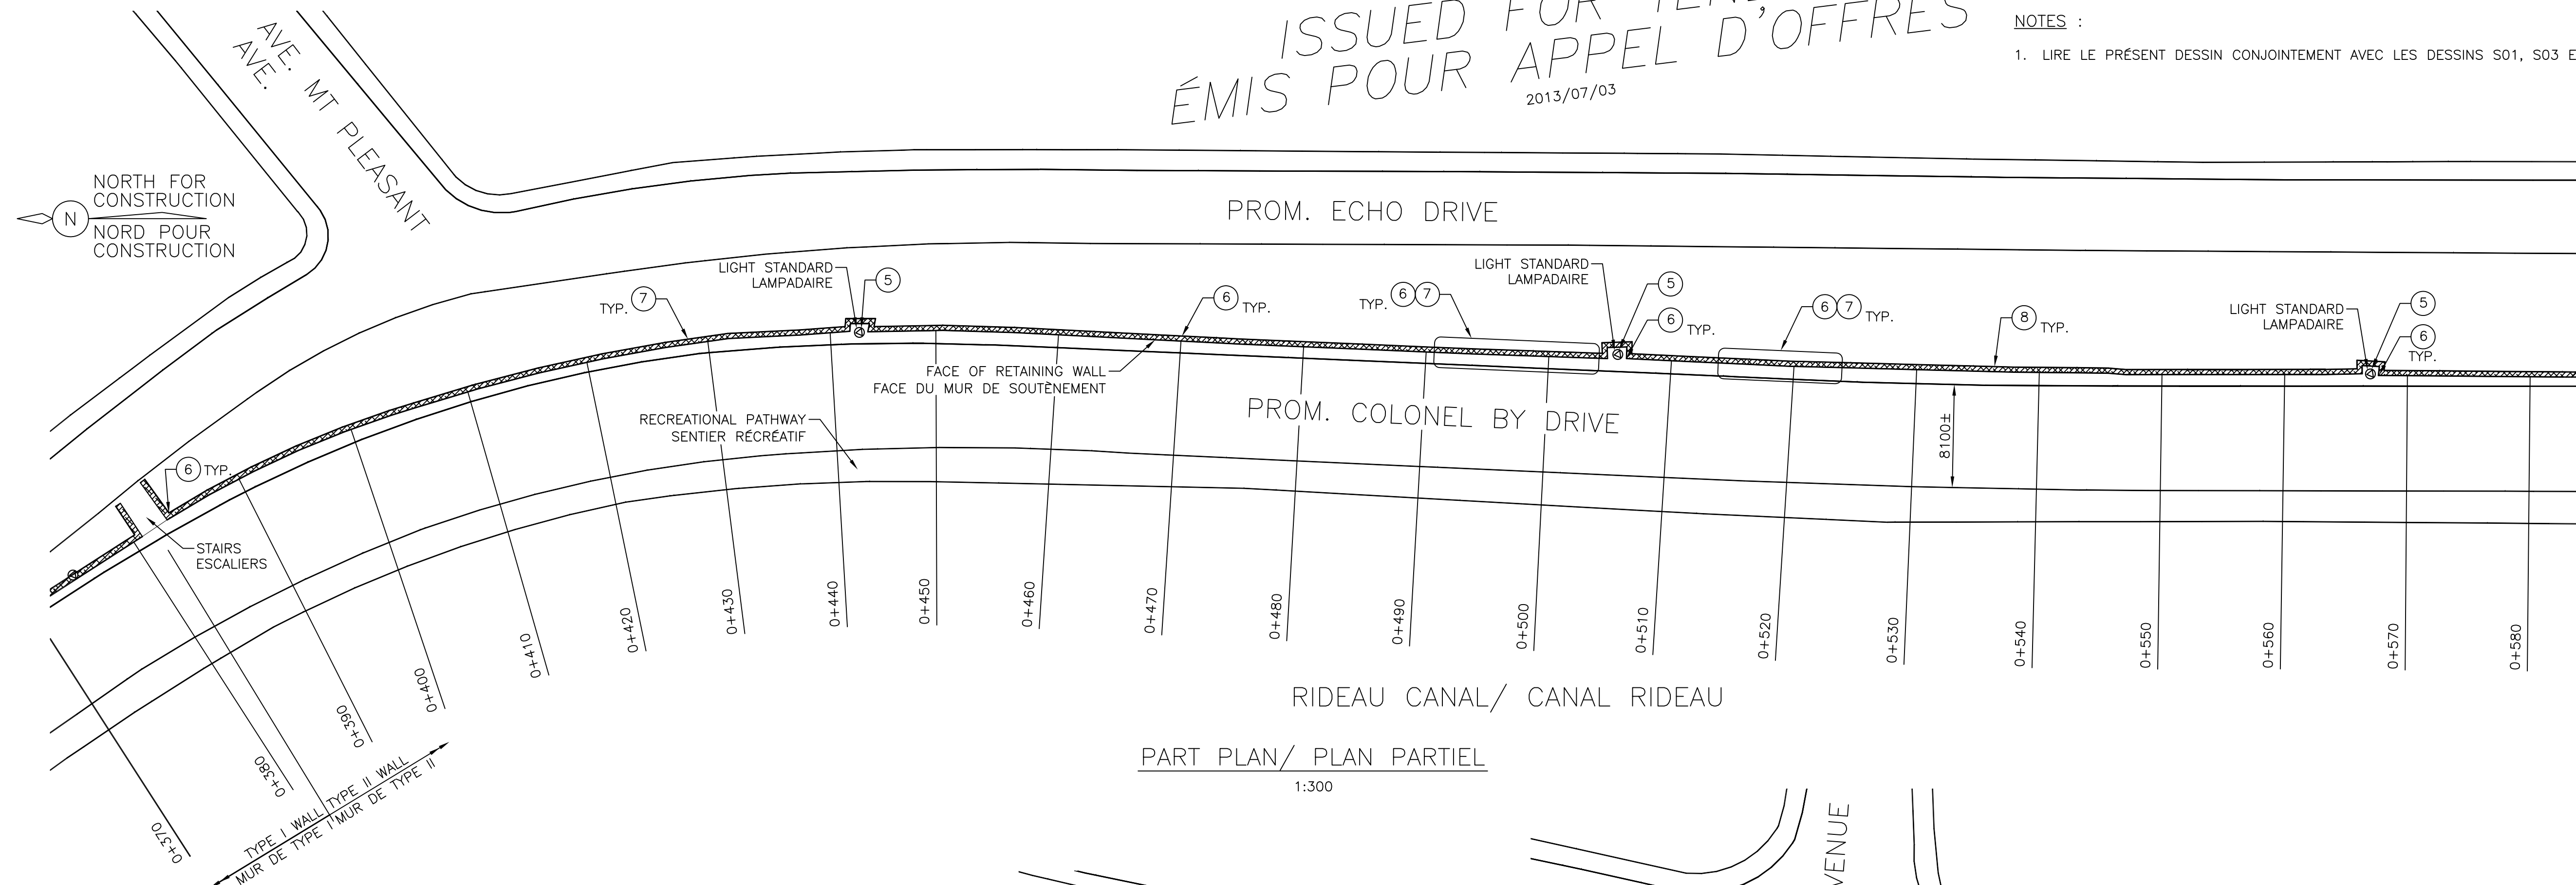 ISSUED FOR
ÉMIS POUR APPEL D'OFFRES
2013/07/03
NOTES :
1. LIRE LE PRÉSENT DESSIN CONJOINTEMENT AVEC LES DESSINS S01, S03
AVE. MT PLEASANT
AVE.
NORTH FOR
CONSTRUCTION
N
NORD POUR
CONSTRUCTION
PROM. ECHO DRIVE
LIGHT STANDARD
LAMPADAIRE
5
TYP. 7
6 TYP.
TYP. 6 7
LIGHT STANDARD
LAMPADAIRE
5
6 TYP.
6 7 TYP.
8 TYP.
LIGHT STANDARD
LAMPADAIRE
5
6
TYP.
FACE OF RETAINING WALL
FACE DU MUR DE SOUTÈNEMENT
PROM. COLONEL BY DRIVE
RECREATIONAL PATHWAY
SENTIER RÉCRÉATIF
8100±
6 TYP.
STAIRS
ESCALIERS
0+370
0+380
0+390
0+400
0+410
0+420
0+430
0+440
0+450
0+460
0+470
0+480
0+490
0+500
0+510
0+520
0+530
0+540
0+550
0+560
0+570
0+580
TYPE I WALL
TYPE II WALL
MUR DE TYPE I
MUR DE TYPE II
RIDEAU CANAL/ CANAL RIDEAU
PART PLAN/ PLAN PARTIEL
1:300